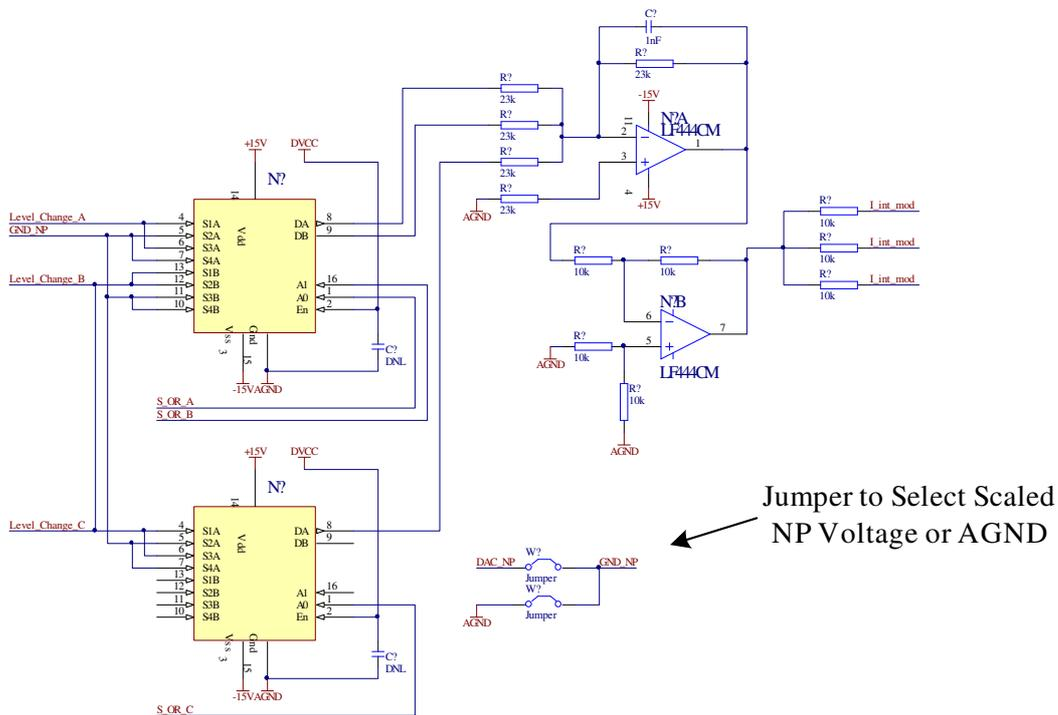 C?
1nF
R?
23k
R?
23k
-15V
11
N?A
LF444CM
R?
23k
2
1
3
R?
23k
4
+15V
R?
23k
AGND
+15V
DVCC
N?
14
Vdd
Level_Change_A
4 S1A
DA 8
GND_NP
5 S2A
DB 9
6 S3A
7 S4A
13 S1B
A1 16
Level_Change_B
12 S2B
A0 1
11 S3B
En 2
10 S4B
Vss
Gnd
3
15
-15V
AGND
C?
DNL
S_OR_A
S_OR_B
R?
10k
I_int_mod
R?
10k
I_int_mod
R?
10k
I_int_mod
R?
10k
R?
10k
N?B
6
7
5
LF444CM
R?
10k
AGND
R?
10k
AGND
+15V
DVCC
N?
14
Vdd
Level_Change_C
4 S1A
DA 8
5 S2A
DB 9
6 S3A
7 S4A
13 S1B
A1 16
12 S2B
A0 1
11 S3B
En 2
10 S4B
Vss
Gnd
3
15
-15V
AGND
C?
DNL
S_OR_C
Jumper to Select Scaled
NP Voltage or AGND
DAC_NP
W?
Jumper
GND_NP
W?
Jumper
AGND